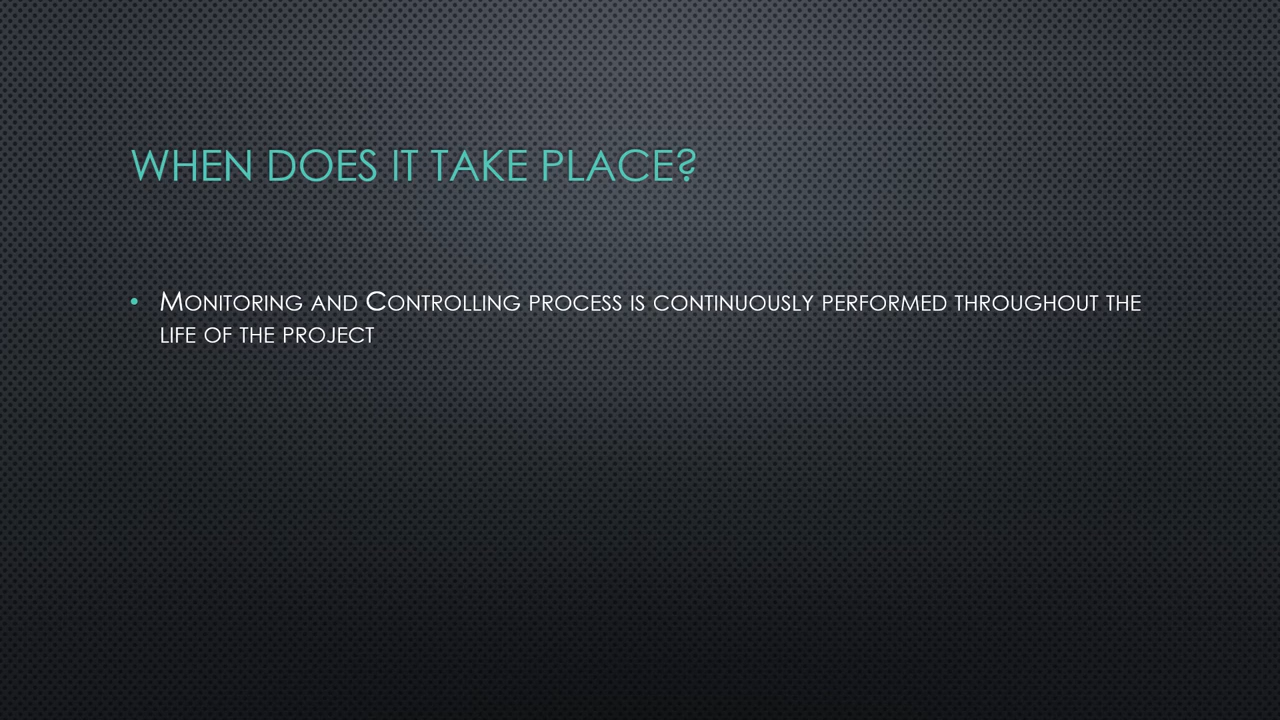 WHEN DOES IT TAKE PLACE?
• Monitoring and Controlling process is continuously performed throughout the
life of the project